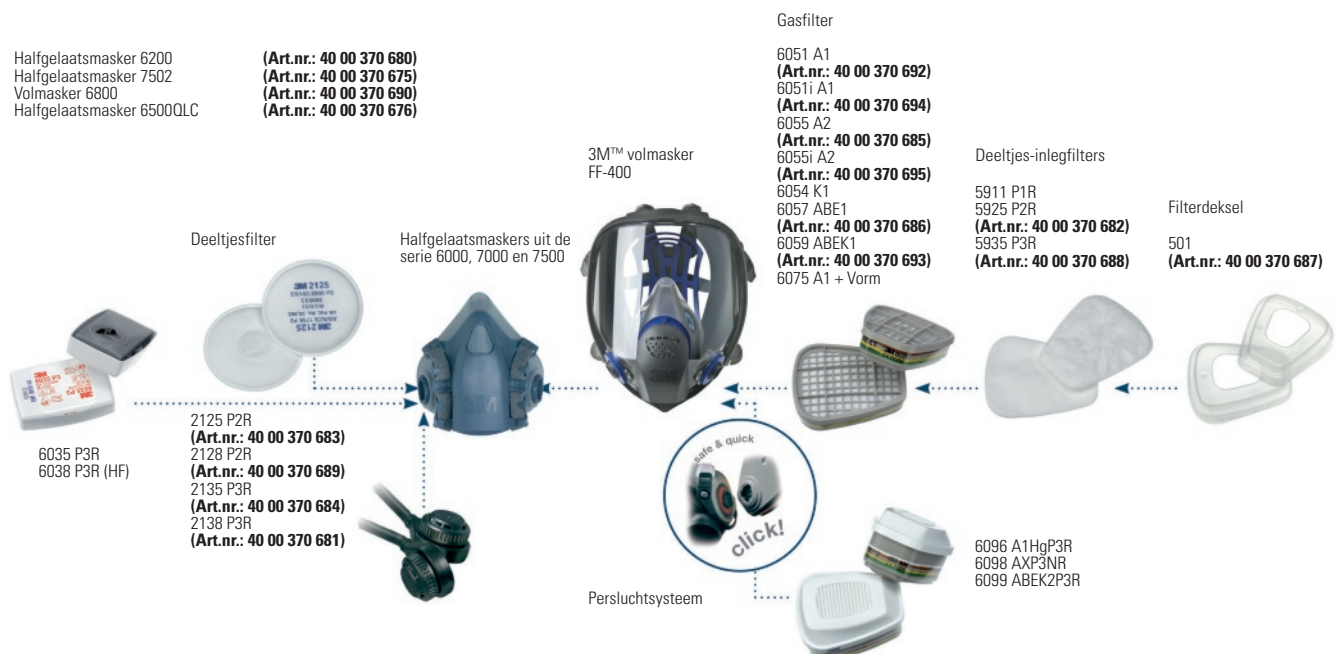 Halfgelaatsmasker 6200 (Art.nr.: 40 00 370 680)
Halfgelaatsmasker 7502 (Art.nr.: 40 00 370 675)
Volmasker 6800 (Art.nr.: 40 00 370 690)
Halfgelaatsmasker 6500QLC (Art.nr.: 40 00 370 676)
Deeltjesfilter
2125
3M 2125
6035 P3R
6038 P3R (HF)
2125 P2R
(Art.nr.: 40 00 370 683)
2128 P2R
(Art.nr.: 40 00 370 689)
2135 P3R
(Art.nr.: 40 00 370 684)
2138 P3R
(Art.nr.: 40 00 370 681)
Halfgelaatsmaskers uit de
serie 6000, 7000 en 7500
3M
3M™ volmasker
FF-400
safe & quick
click!
Persluchtsysteem
Gasfilter
6051 A1
(Art.nr.: 40 00 370 692)
6051i A1
(Art.nr.: 40 00 370 694)
6055 A2
(Art.nr.: 40 00 370 685)
6055i A2
(Art.nr.: 40 00 370 695)
6054 K1
6057 ABE1
(Art.nr.: 40 00 370 686)
6059 ABEK1
(Art.nr.: 40 00 370 693)
6075 A1 + Vorm
Deeltjes-inlegfilters
5911 P1R
5925 P2R
(Art.nr.: 40 00 370 682)
5935 P3R
(Art.nr.: 40 00 370 688)
Filterdeksel
501
(Art.nr.: 40 00 370 687)
6096 A1HgP3R
6098 AXP3NR
6099 ABEK2P3R